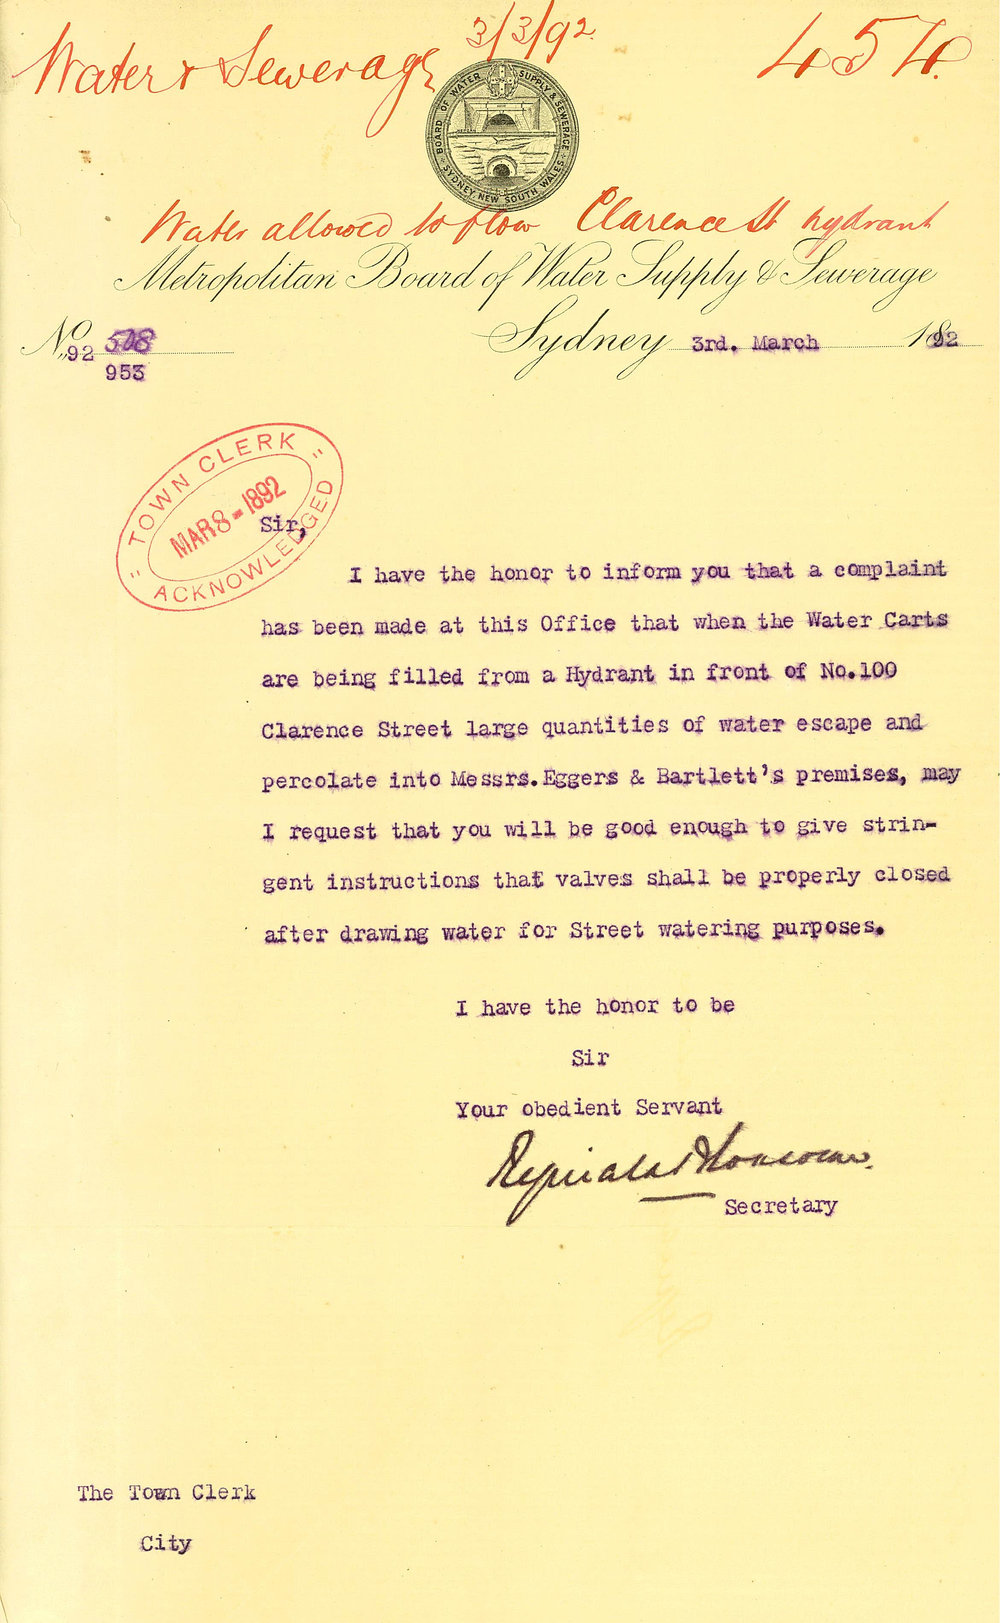 3/3/92.
Water & Sewerage
454.
BOARD OF WATER SUPPLY & SEWERAGE
SYDNEY, NEW SOUTH WALES
Water allowed to flow Clarence St hydrant
Metropolitan Board of Water Supply & Sewerage
No. 92 508
953
Sydney 3rd. March 1892
TOWN CLERK
MAR 8 - 1892
ACKNOWLEDGED
Sir,
I have the honor to inform you that a complaint
has been made at this Office that when the Water Carts
are being filled from a Hydrant in front of No.100
Clarence Street large quantities of water escape and
percolate into Messrs.Eggers & Bartlett's premises, may
I request that you will be good enough to give strin-
gent instructions that valves shall be properly closed
after drawing water for Street watering purposes.
I have the honor to be
Sir
Your obedient Servant
Reginald
Secretary
The Town Clerk
City